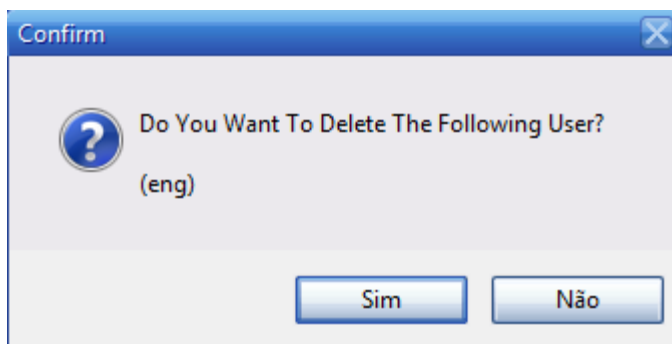 Confirm
Do You Want To Delete The Following User?
(eng)
Sim
Não